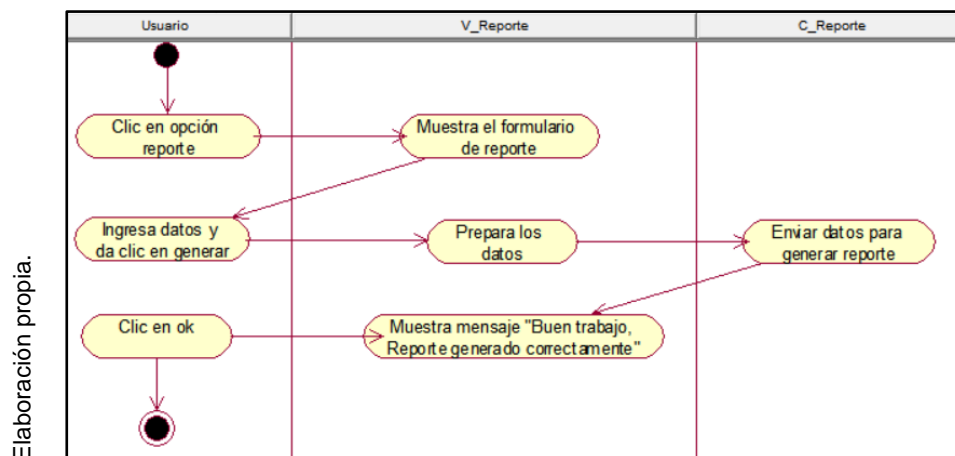 Usuario
V_Reporte
C_Reporte
Clic en opción
reporte
Muestra el formulario
de reporte
Ingresa datos y
da clic en generar
Prepara los
datos
Enviar datos para
generar reporte
Clic en ok
Muestra mensaje "Buen trabajo,
Reporte generado correctamente"
Elaboración propia.